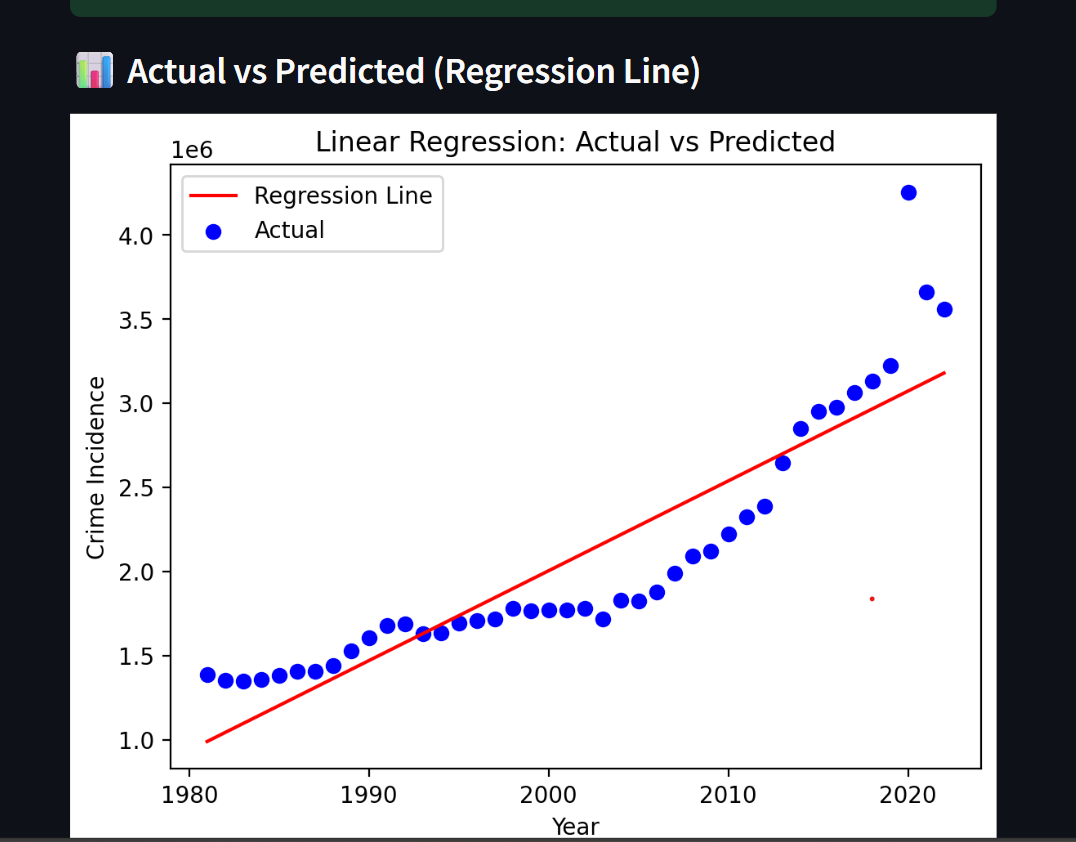 Actual vs Predicted (Regression Line)
Linear Regression: Actual vs Predicted
1e6
Regression Line
Actual
4.0
3.5
3.0
2.5
2.0
1.5
1.0
Crime Incidence
1980 1990 2000 2010 2020
Year